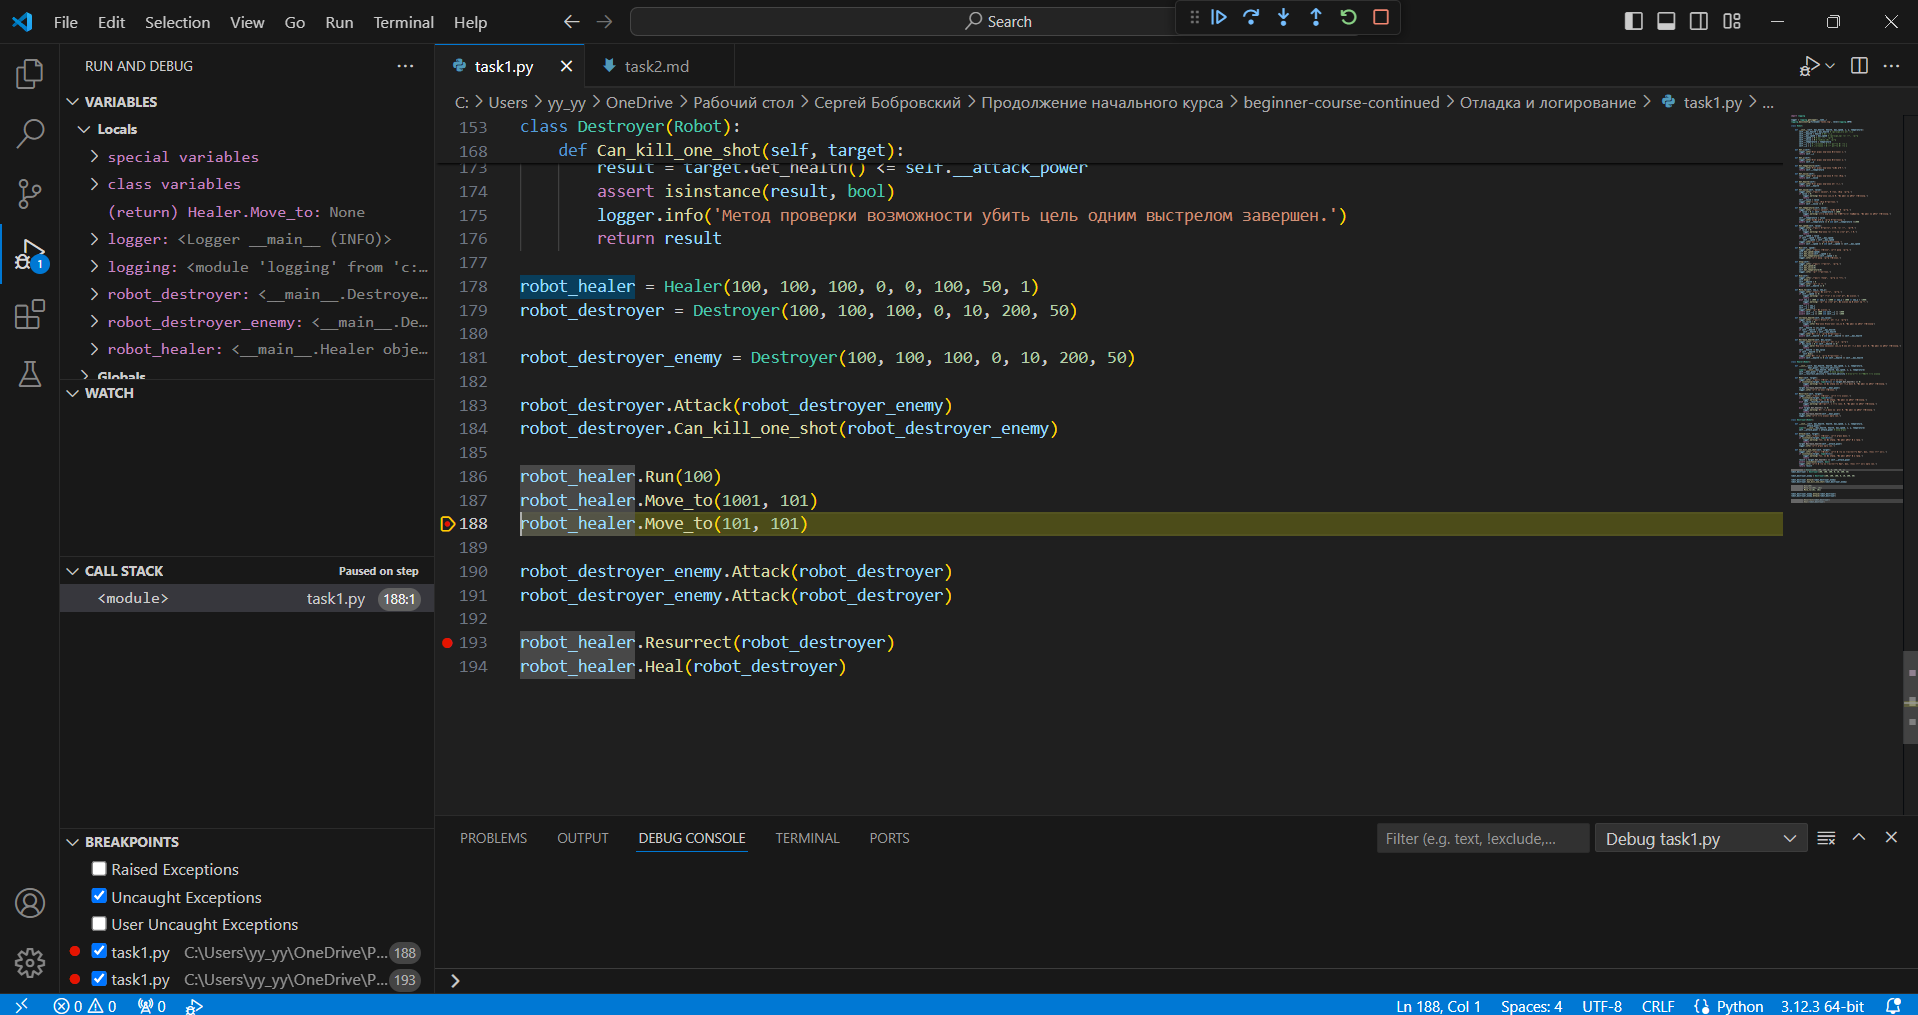 File Edit Selection View Go Run Terminal Help
Search
RUN AND DEBUG
VARIABLES
Locals
special variables
class variables
(return) Healer.Move_to: None
logger: <Logger __main__ (INFO)>
logging: <module 'logging' from 'c:…
robot_destroyer: <__main__.Destroye…
robot_destroyer_enemy: <__main__.De…
robot_healer: <__main__.Healer obje…
Globals
WATCH
CALL STACK Paused on step
<module> task1.py 188:1
BREAKPOINTS
Raised Exceptions
Uncaught Exceptions
User Uncaught Exceptions
task1.py C:\Users\yy_yy\OneDrive\P... 188
task1.py C:\Users\yy_yy\OneDrive\P... 193
1
task1.py task2.md
C: > Users > yy_yy > OneDrive > Рабочий стол > Сергей Бобровский > Продолжение начального курса > beginner-course-continued > Отладка и логирование > task1.py > ...
153 class Destroyer(Robot):
168 def Can_kill_one_shot(self, target):
173 result = target.Get_health() <= self.__attack_power
174 assert isinstance(result, bool)
175 logger.info('Метод проверки возможности убить цель одним выстрелом завершен.')
176 return result
177
178 robot_healer = Healer(100, 100, 100, 0, 0, 100, 50, 1)
179 robot_destroyer = Destroyer(100, 100, 100, 0, 10, 200, 50)
180
181 robot_destroyer_enemy = Destroyer(100, 100, 100, 0, 10, 200, 50)
182
183 robot_destroyer.Attack(robot_destroyer_enemy)
184 robot_destroyer.Can_kill_one_shot(robot_destroyer_enemy)
185
186 robot_healer.Run(100)
187 robot_healer.Move_to(1001, 101)
188 robot_healer.Move_to(101, 101)
189
190 robot_destroyer_enemy.Attack(robot_destroyer)
191 robot_destroyer_enemy.Attack(robot_destroyer)
192
193 robot_healer.Resurrect(robot_destroyer)
194 robot_healer.Heal(robot_destroyer)
PROBLEMS OUTPUT DEBUG CONSOLE TERMINAL PORTS
Filter (e.g. text, !exclude,... Debug task1.py
0 0 0 Ln 188, Col 1 Spaces: 4 UTF-8 CRLF Python 3.12.3 64-bit